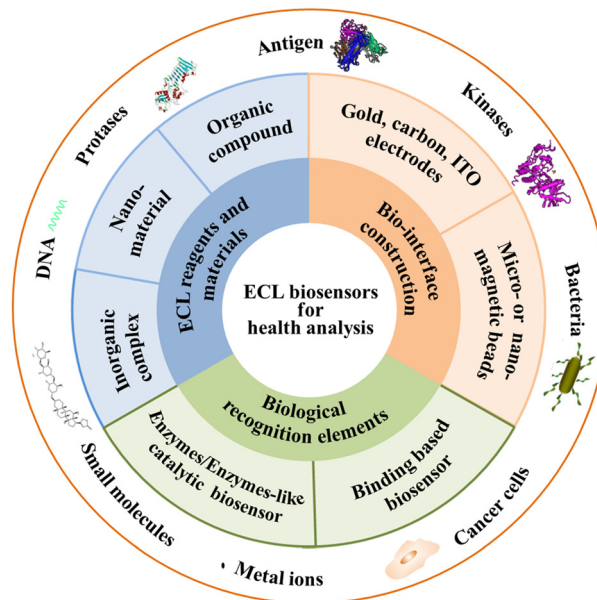 ECL biosensors
for
health analysis
ECL reagents and
materials
Bio-interface
construction
Biological
recognition elements
Organic
compound
Nano-
material
Inorganic
complex
Gold, carbon, ITO
electrodes
Micro- or nano-
magnetic beads
Enzymes/Enzymes-like
catalytic biosensor
Binding based
biosensor
Antigen
Kinases
Bacteria
Cancer cells
Metal ions
Small molecules
DNA
Protases